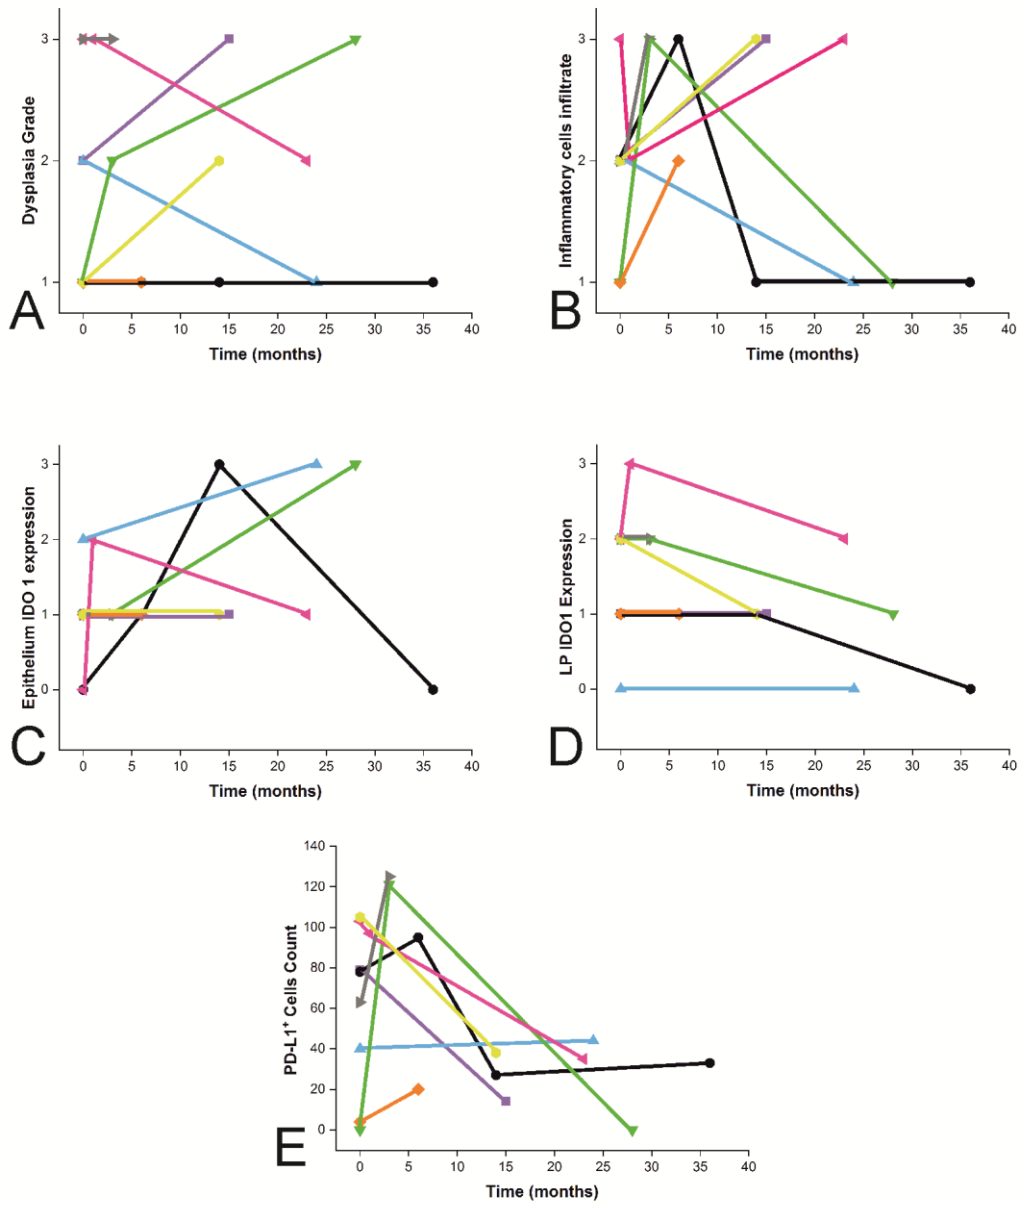 3
2
1
Dysplasia Grade
0 5 10 15 20 25 30 35 40
Time (months)
A
3
2
1
Inflammatory cells infiltrate
0 5 10 15 20 25 30 35 40
Time (months)
B
3
2
1
0
Epithelium IDO 1 expression
0 5 10 15 20 25 30 35 40
Time (months)
C
3
2
1
0
LP IDO1 Expression
0 5 10 15 20 25 30 35 40
Time (months)
D
140
120
100
80
60
40
20
0
PD-L1⁺ Cells Count
0 5 10 15 20 25 30 35 40
Time (months)
E